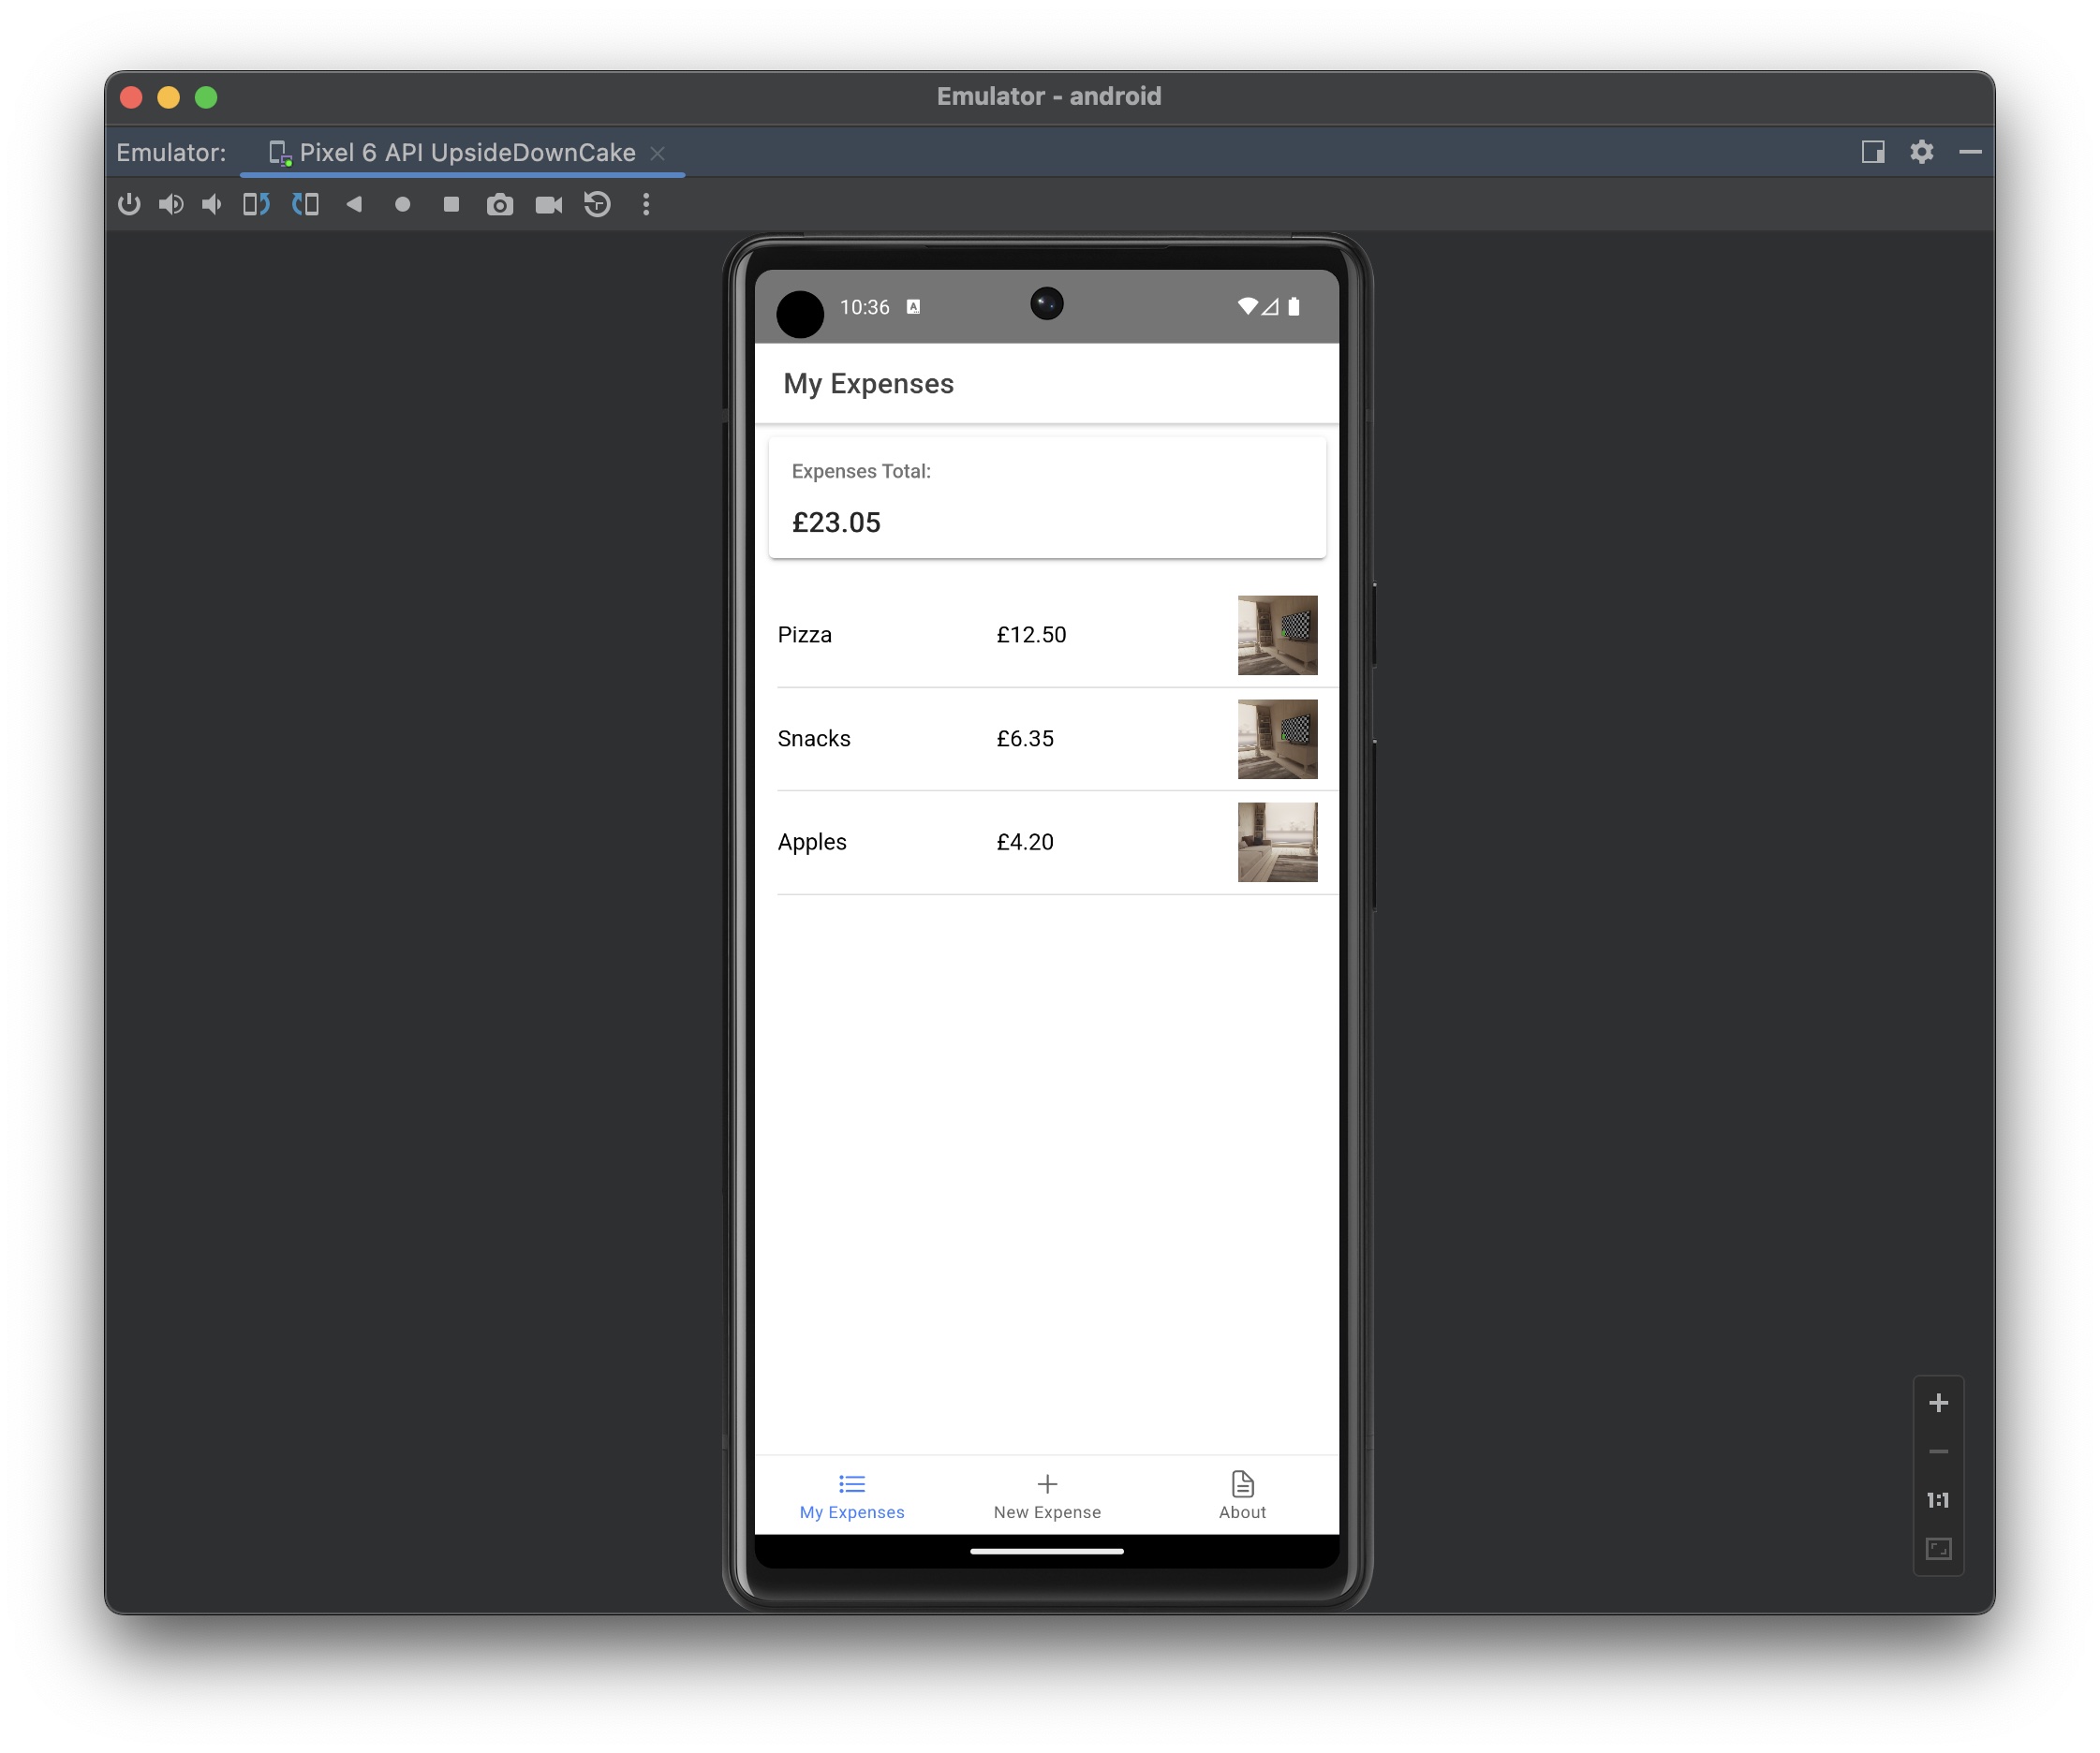 Emulator - android
Emulator: Pixel 6 API UpsideDownCake
10:36 A
My Expenses
Expenses Total:
£23.05
Pizza £12.50
Snacks £6.35
Apples £4.20
My Expenses New Expense About
1:1